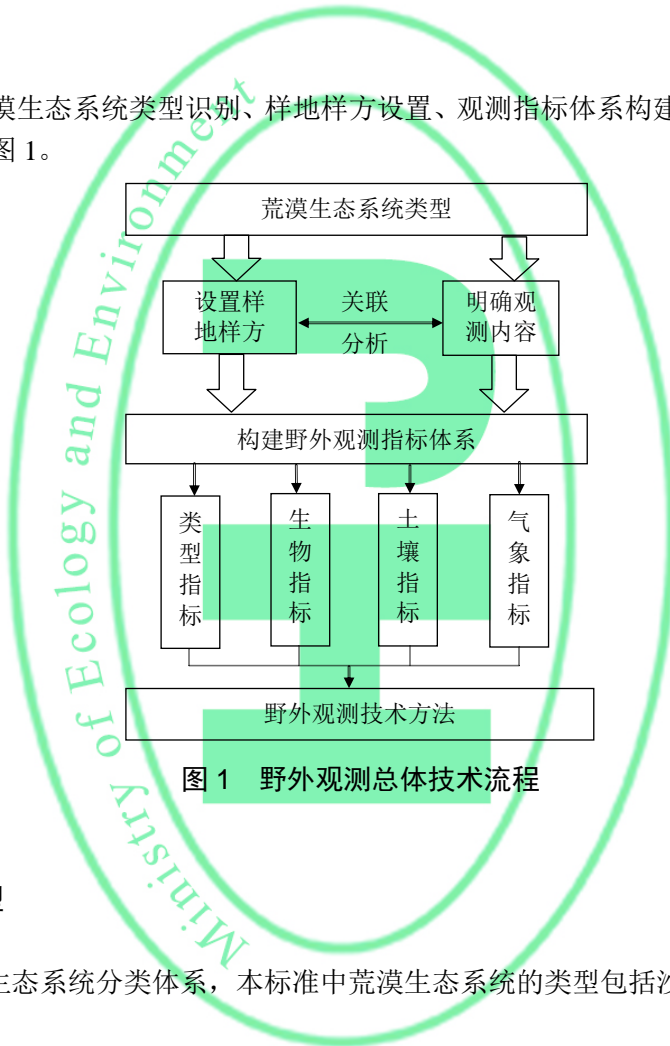 漠生态系统类型识别、样地样方设置、观测指标体系构建
图 1。
荒漠生态系统类型
设置样
地样方
关联
分析
明确观
测内容
构建野外观测指标体系
类型指标
生物指标
土壤指标
气象指标
野外观测技术方法
图 1 野外观测总体技术流程
型
生态系统分类体系，本标准中荒漠生态系统的类型包括沙
Ministry of Ecology and Environment